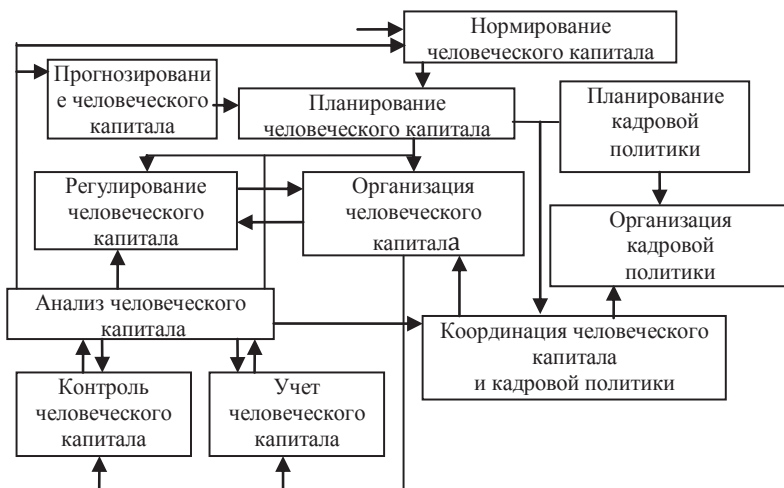 Нормирование
человеческого капитала
Прогнозировани
е человеческого
капитала
Планирование
человеческого капитала
Планирование
кадровой
политики
Регулирование
человеческого
капитала
Организация
человеческого
капитала
Организация
кадровой
политики
Анализ человеческого
капитала
Координация человеческого
капитала
и кадровой политики
Контроль
человеческого
капитала
Учет
человеческого
капитала